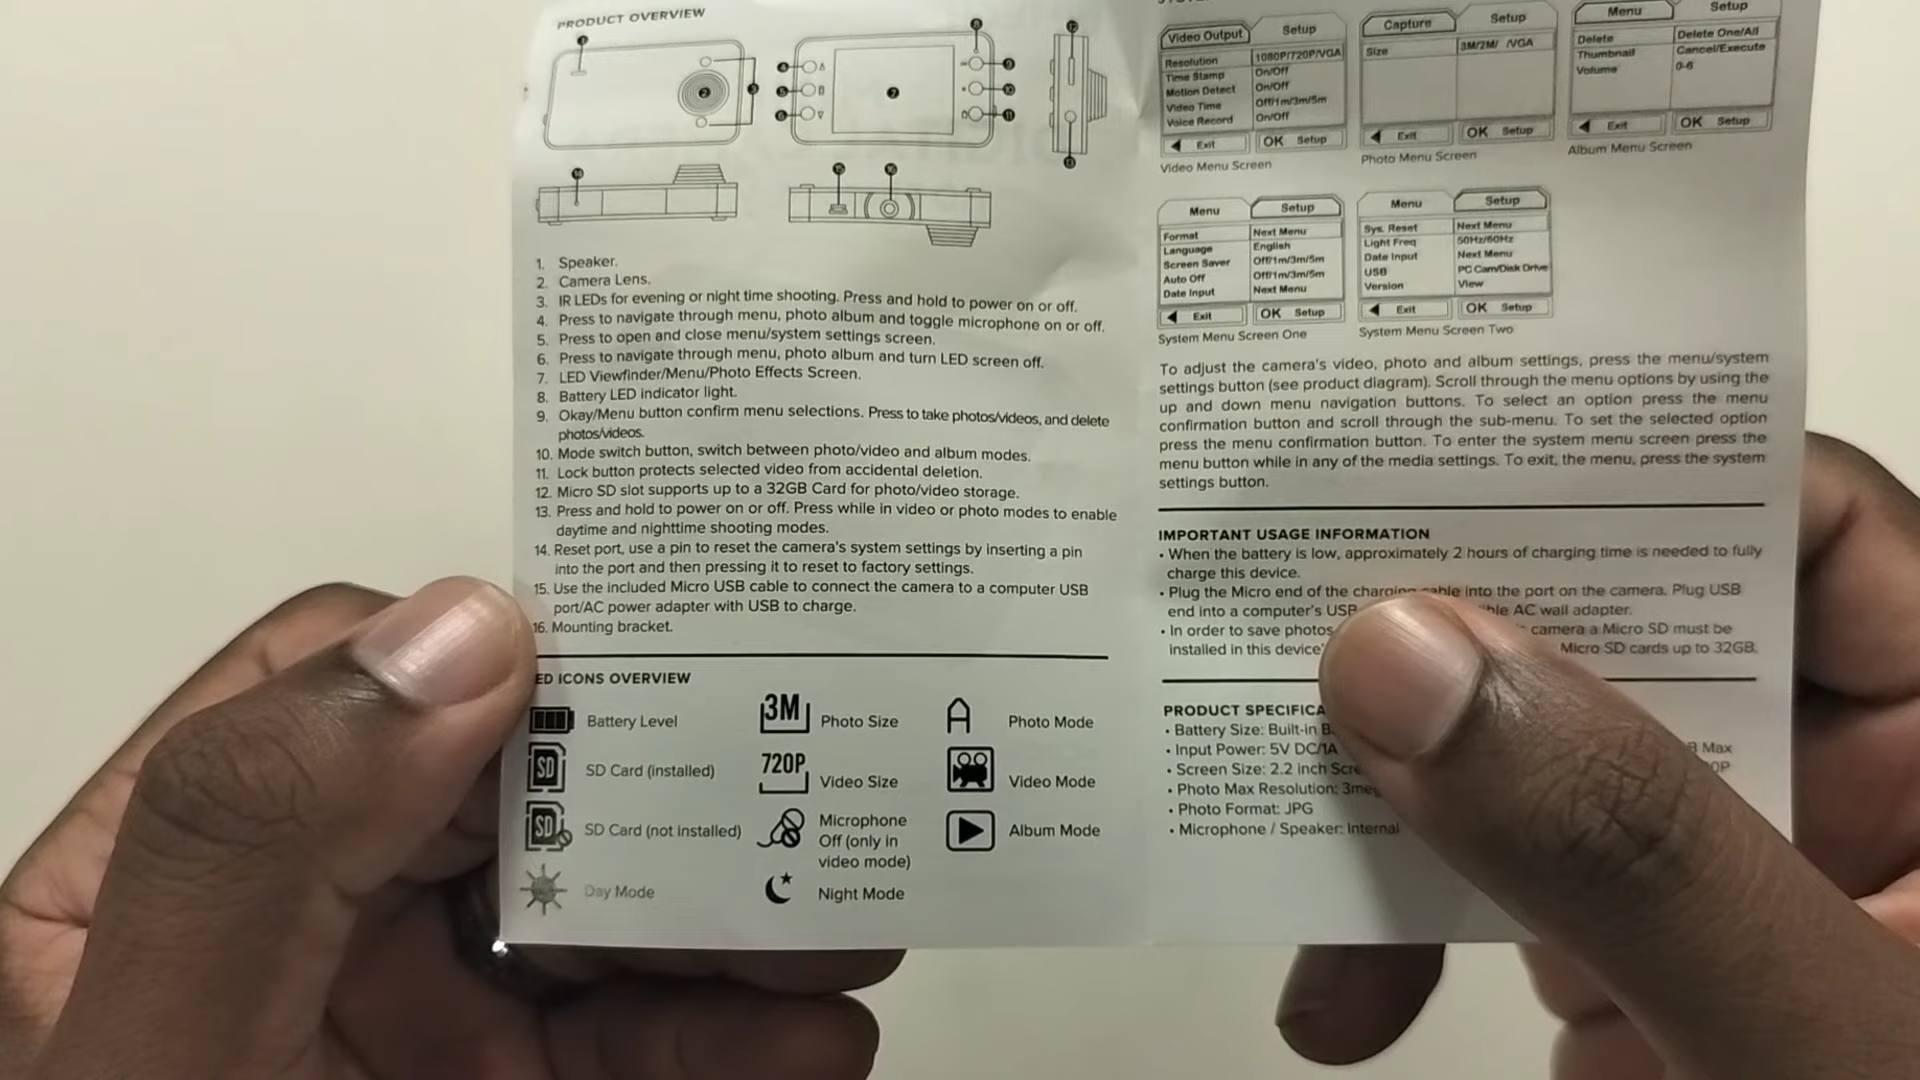 PRODUCT OVERVIEW
1. Speaker.
2. Camera Lens.
3. IR LEDs for evening or night time shooting. Press and hold to power on or off.
4. Press to navigate through menu, photo album and toggle microphone on or off.
5. Press to open and close menu/system settings screen.
6. Press to navigate through menu, photo album and turn LED screen off.
7. LED Viewfinder/Menu/Photo Effects Screen.
8. Battery LED indicator light.
9. Okay/Menu button confirm menu selections. Press to take photos/videos, and delete
photos/videos.
10. Mode switch button, switch between photo/video and album modes.
11. Lock button protects selected video from accidental deletion.
12. Micro SD slot supports up to a 32GB Card for photo/video storage.
13. Press and hold to power on or off. Press while in video or photo modes to enable
daytime and nighttime shooting modes.
14. Reset port, use a pin to reset the camera's system settings by inserting a pin
into the port and then pressing it to reset to factory settings.
15. Use the included Micro USB cable to connect the camera to a computer USB
port/AC power adapter with USB to charge.
16. Mounting bracket.
ED ICONS OVERVIEW
Battery Level
3M Photo Size
A Photo Mode
SD SD Card (installed)
720P Video Size
Video Mode
SD SD Card (not installed)
Microphone
Off (only in
video mode)
Album Mode
Day Mode
Night Mode
Video Output Setup
Resolution 1080P/720P/VGA
Time Stamp On/Off
Motion Detect On/Off
Video Time Off/1m/3m/5m
Voice Record On/Off
Exit OK Setup
Video Menu Screen
Capture Setup
Size 3M/2M/ /VGA
Exit OK Setup
Photo Menu Screen
Menu Setup
Delete Delete One/All
Thumbnail Cancel/Execute
Volume 0-6
Exit OK Setup
Album Menu Screen
Menu Setup
Format Next Menu
Language English
Screen Saver Off/1m/3m/5m
Auto Off Off/1m/3m/5m
Date Input Next Menu
Exit OK Setup
System Menu Screen One
Menu Setup
Sys. Reset Next Menu
Light Freq 50Hz/60Hz
Date Input Next Menu
USB PC Cam/Disk Drive
Version View
Exit OK Setup
System Menu Screen Two
To adjust the camera's video, photo and album settings, press the menu/system
settings button (see product diagram). Scroll through the menu options by using the
up and down menu navigation buttons. To select an option press the menu
confirmation button and scroll through the sub-menu. To set the selected option
press the menu confirmation button. To enter the system menu screen press the
menu button while in any of the media settings. To exit, the menu, press the system
settings button.
IMPORTANT USAGE INFORMATION
• When the battery is low, approximately 2 hours of charging time is needed to fully
charge this device.
• Plug the Micro end of the charging cable into the port on the camera. Plug USB
end into a computer's USB AC wall adapter.
• In order to save photos camera a Micro SD must be
installed in this device' Micro SD cards up to 32GB.
PRODUCT SPECIFICA
• Battery Size: Built-in
• Input Power: 5V DC/1A
• Screen Size: 2.2 inch
• Photo Max Resolution:
• Photo Format: JPG
• Microphone / Speaker: Internal
Max